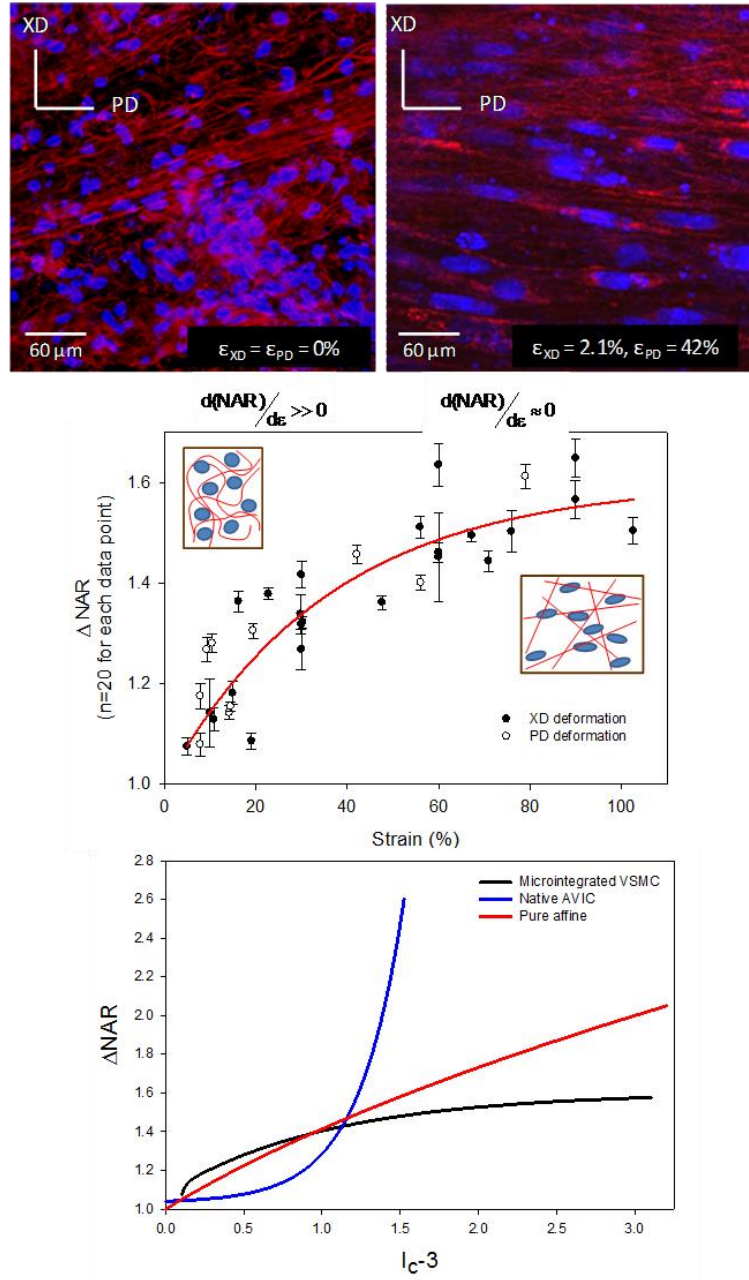 XD
PD
60 µm
εXD = εPD = 0%
XD
PD
60 µm
εXD = 2.1%, εPD = 42%
d(NAR)/dε >> 0
d(NAR)/dε ≈ 0
Δ NAR
(n=20 for each data point)
1.6
1.4
1.2
1.0
XD deformation
PD deformation
0 20 40 60 80 100
Strain (%)
ΔNAR
2.8
2.6
2.4
2.2
2.0
1.8
1.6
1.4
1.2
1.0
Microintegrated VSMC
Native AVIC
Pure affine
0.0 0.5 1.0 1.5 2.0 2.5 3.0
IC-3